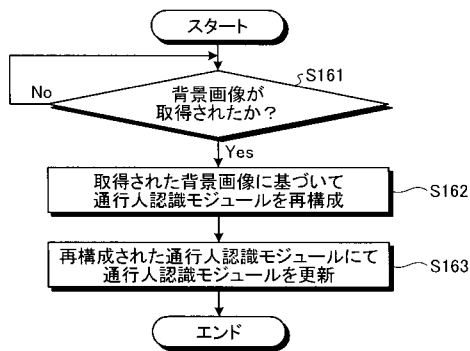 スタート
S161
背景画像が
取得されたか？
No
Yes
取得された背景画像に基づいて
通行人認識モジュールを再構成
S162
再構成された通行人認識モジュールにて
通行人認識モジュールを更新
S163
エンド